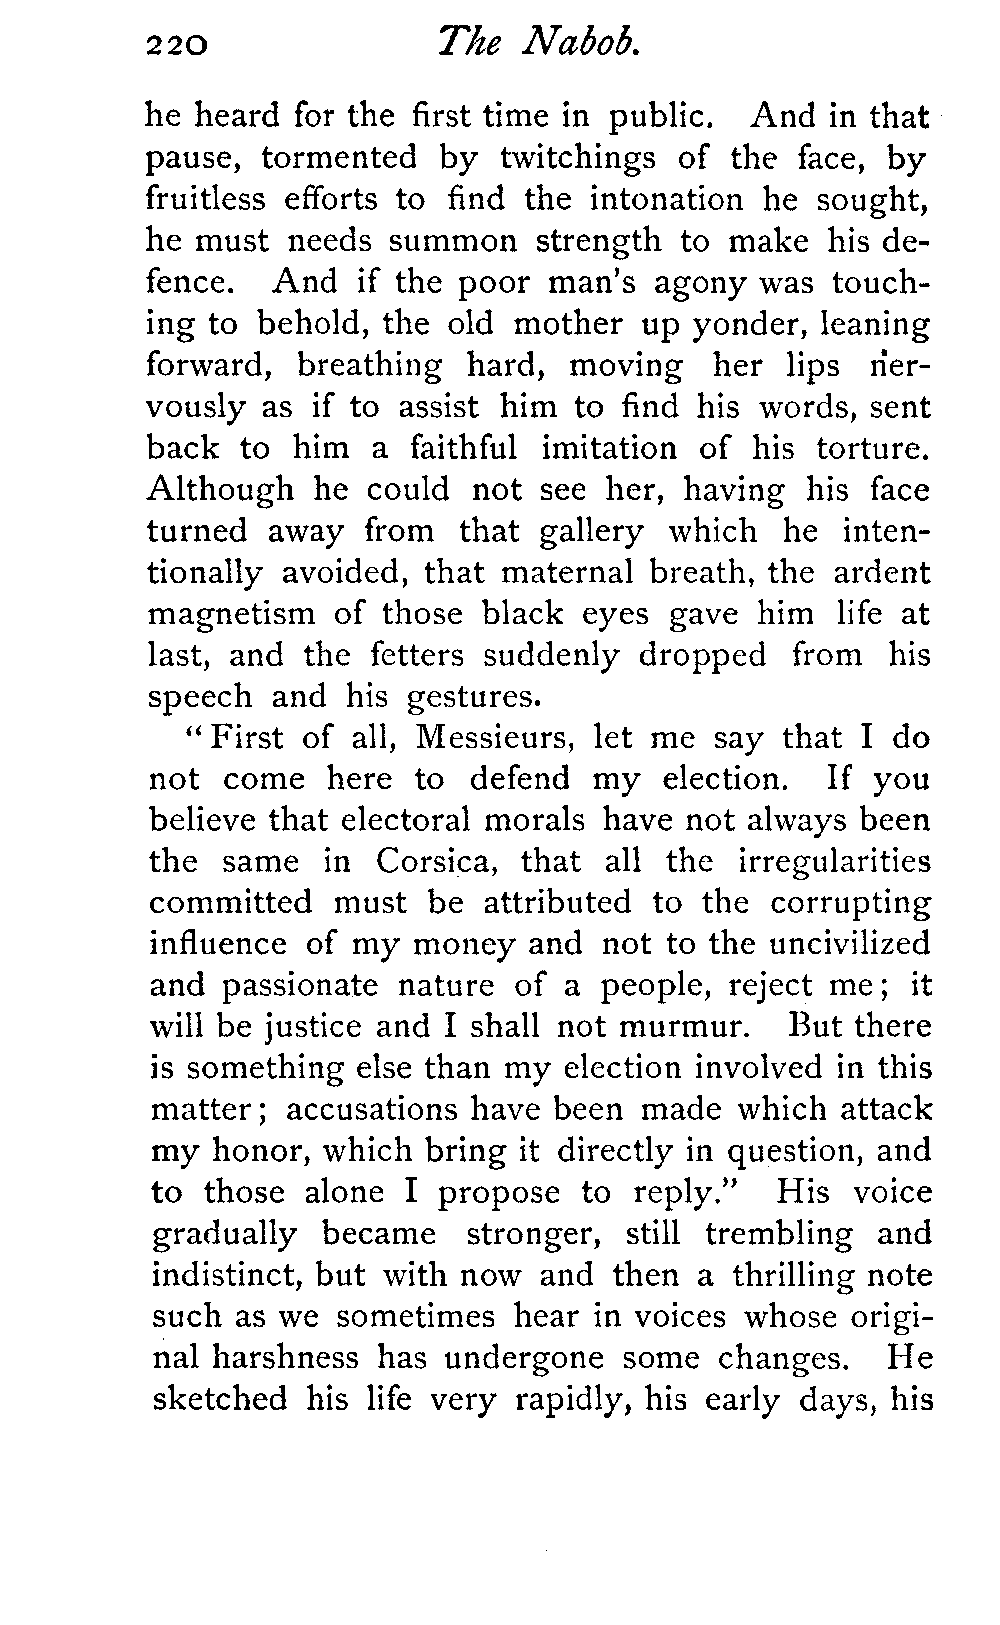 220 The Nabob.
he heard for the first time in public. And in that
pause, tormented by twitchings of the face, by
fruitless efforts to find the intonation he sought,
he must needs summon strength to make his de-
fence. And if the poor man's agony was touch-
ing to behold, the old mother up yonder, leaning
forward, breathing hard, moving her lips ner-
vously as if to assist him to find his words, sent
back to him a faithful imitation of his torture.
Although he could not see her, having his face
turned away from that gallery which he inten-
tionally avoided, that maternal breath, the ardent
magnetism of those black eyes gave him life at
last, and the fetters suddenly dropped from his
speech and his gestures.
"First of all, Messieurs, let me say that I do
not come here to defend my election. If you
believe that electoral morals have not always been
the same in Corsica, that all the irregularities
committed must be attributed to the corrupting
influence of my money and not to the uncivilized
and passionate nature of a people, reject me; it
will be justice and I shall not murmur. But there
is something else than my election involved in this
matter; accusations have been made which attack
my honor, which bring it directly in question, and
to those alone I propose to reply." His voice
gradually became stronger, still trembling and
indistinct, but with now and then a thrilling note
such as we sometimes hear in voices whose origi-
nal harshness has undergone some changes. He
sketched his life very rapidly, his early days, his